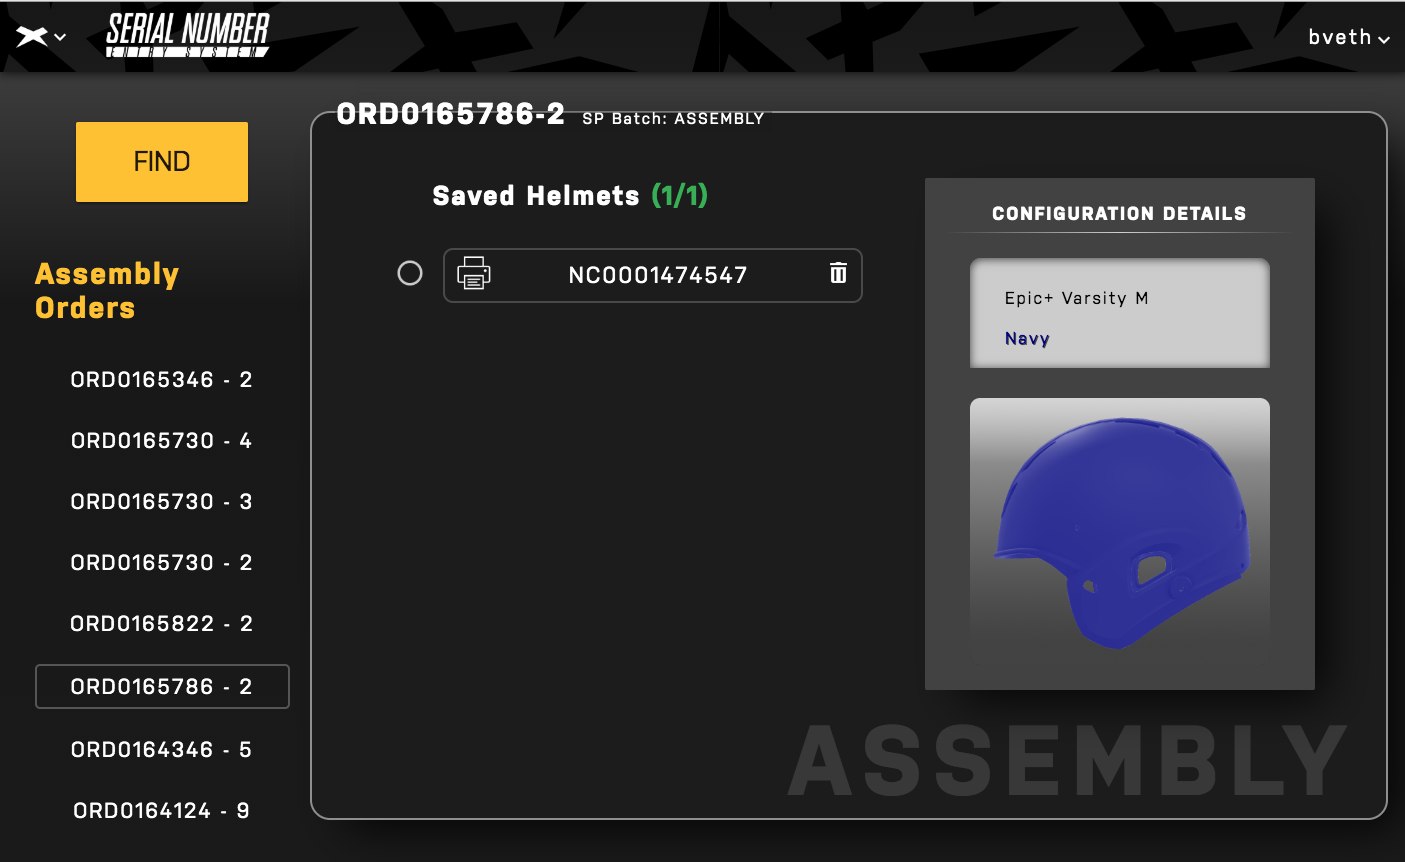 SERIAL NUMBER
ENTRY SYSTEM
bveth
FIND
Assembly
Orders
ORD0165346 - 2
ORD0165730 - 4
ORD0165730 - 3
ORD0165730 - 2
ORD0165822 - 2
ORD0165786 - 2
ORD0164346 - 5
ORD0164124 - 9
ORD0165786-2 SP Batch: ASSEMBLY
Saved Helmets (1/1)
NC0001474547
CONFIGURATION DETAILS
Epic+ Varsity M
Navy
ASSEMBLY